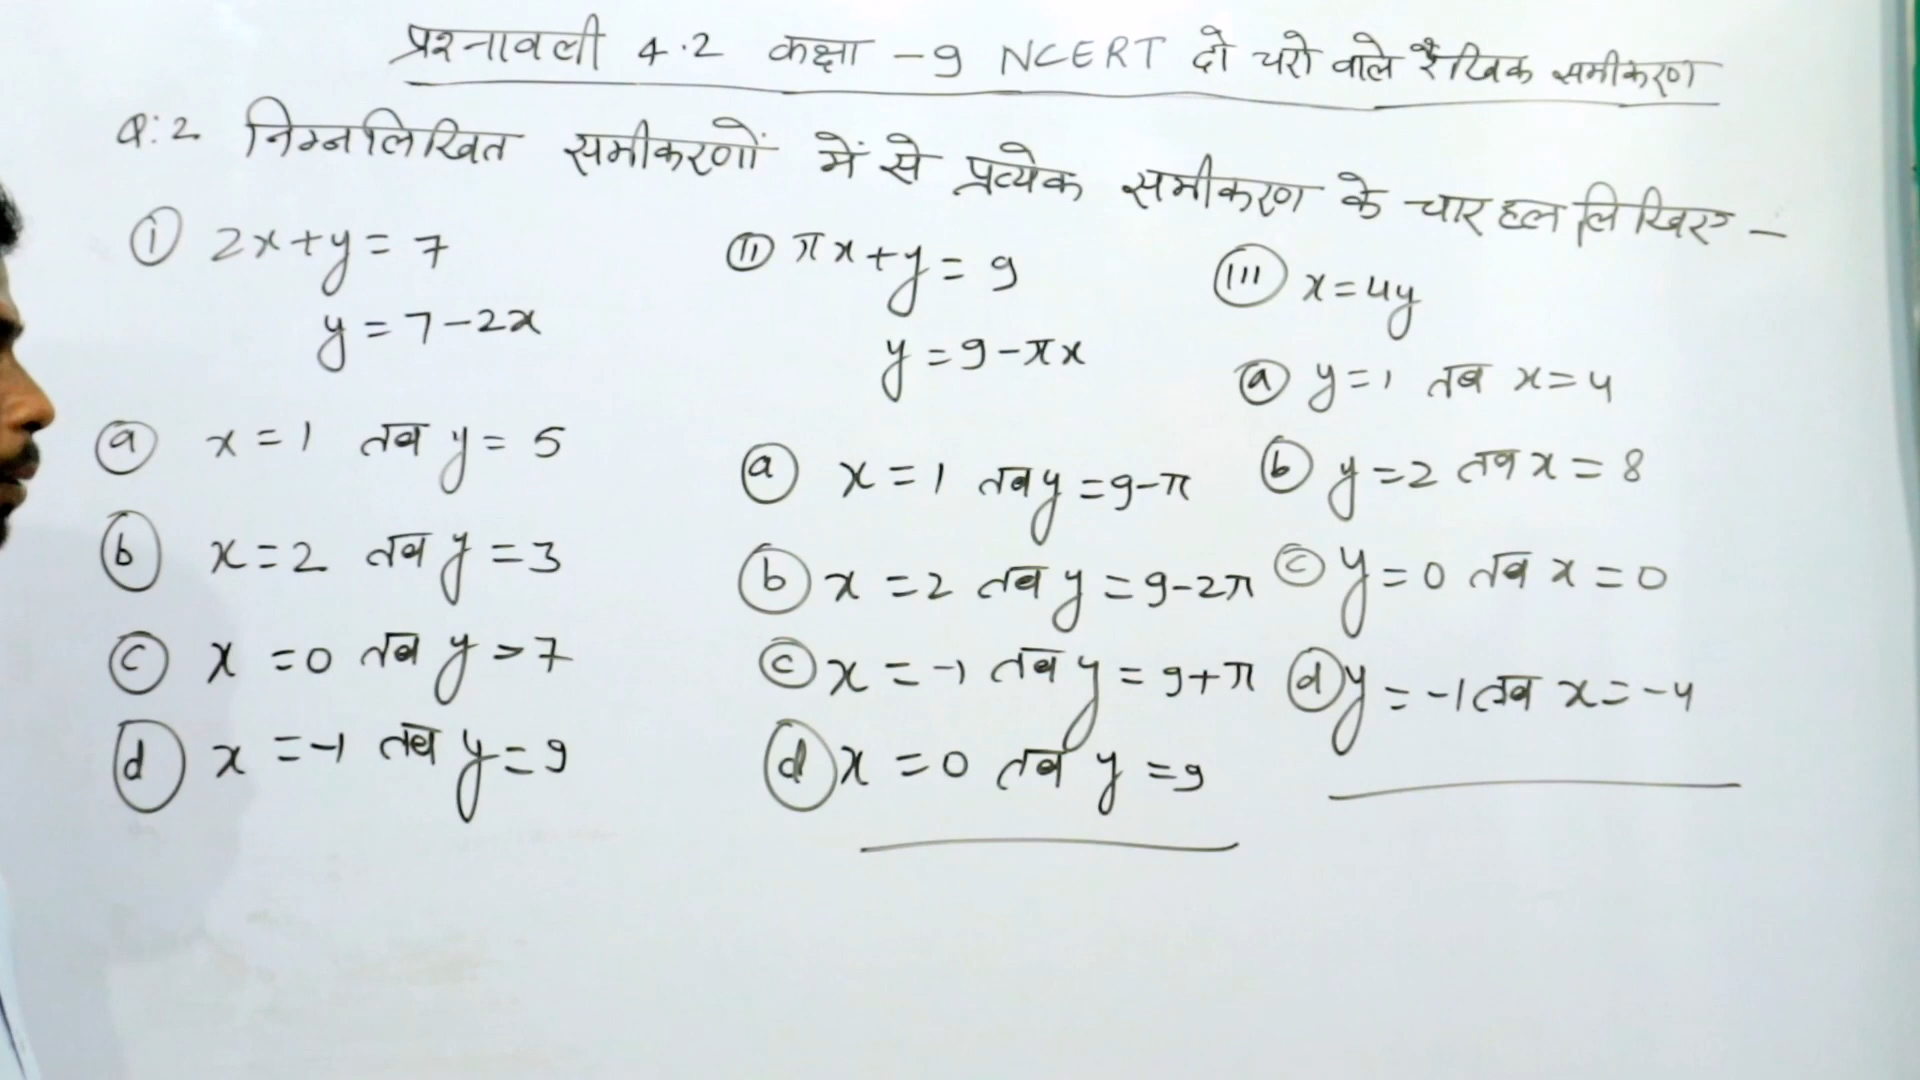 प्रश्नावली 4.2 कक्षा -9 NCERT दो चरो वाले रैखिक समीकरण
Q:2 निम्नलिखित समीकरणों में से प्रत्येक समीकरण के चार हल लिखिए -
(i) 2x+y=7
y=7-2x
(a) x=1 तब y=5
(b) x=2 तब y=3
(c) x=0 तब y=7
(d) x=-1 तब y=9
(ii) πx+y=9
y=9-πx
(a) x=1 तब y=9-π
(b) x=2 तब y=9-2π
(c) x=-1 तब y=9+π
(d) x=0 तब y=9
(iii) x=4y
(a) y=1 तब x=4
(b) y=2 तब x=8
(c) y=0 तब x=0
(d) y=-1 तब x=-4